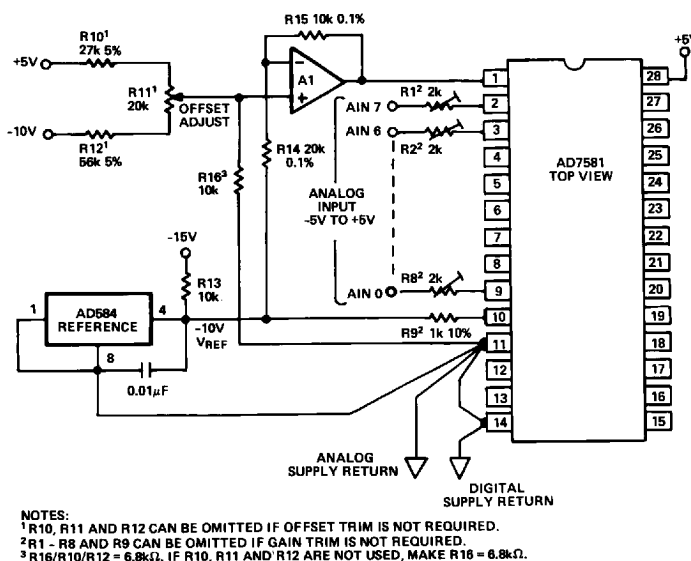 R15 10k 0.1%
R10¹
27k 5%
+5V
+5V
−
A1
+
R11¹
20k
OFFSET
ADJUST
-10V
R12¹
56k 5%
R14 20k
0.1%
R16³
10k
AIN 7
R1² 2k
AIN 6
R2² 2k
ANALOG
INPUT
-5V TO +5V
AIN 0
R8² 2k
R9² 1k 10%
-15V
R13
10k
1
AD584
REFERENCE
4
8
-10V
VREF
0.01µF
AD7581
TOP VIEW
1
2
3
4
5
6
7
8
9
10
11
12
13
14
28
27
26
25
24
23
22
21
20
19
18
17
16
15
ANALOG
SUPPLY RETURN
DIGITAL
SUPPLY RETURN
NOTES:
¹ R10, R11 AND R12 CAN BE OMITTED IF OFFSET TRIM IS NOT REQUIRED.
² R1 - R8 AND R9 CAN BE OMITTED IF GAIN TRIM IS NOT REQUIRED.
³ R16/R10/R12 = 6.8kΩ. IF R10, R11 AND R12 ARE NOT USED, MAKE R16 = 6.8kΩ.